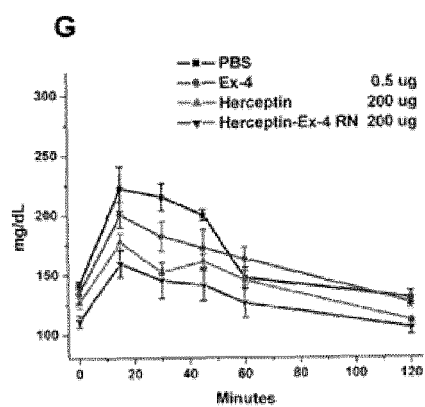 G
PBS
Ex-4 0.5 ug
Herceptin 200 ug
Herceptin-Ex-4 RN 200 ug
300
250
200
150
100
mg/dL
0 20 40 60 80 100 120
Minutes